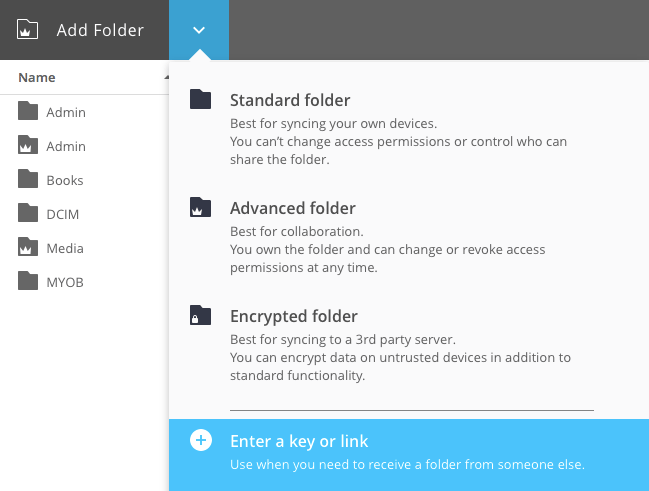 Add Folder
Name
Admin
Admin
Books
DCIM
Media
MYOB
Standard folder
Best for syncing your own devices.
You can’t change access permissions or control who can
share the folder.
Advanced folder
Best for collaboration.
You own the folder and can change or revoke access
permissions at any time.
Encrypted folder
Best for syncing to a 3rd party server.
You can encrypt data on untrusted devices in addition to
standard functionality.
Enter a key or link
Use when you need to receive a folder from someone else.